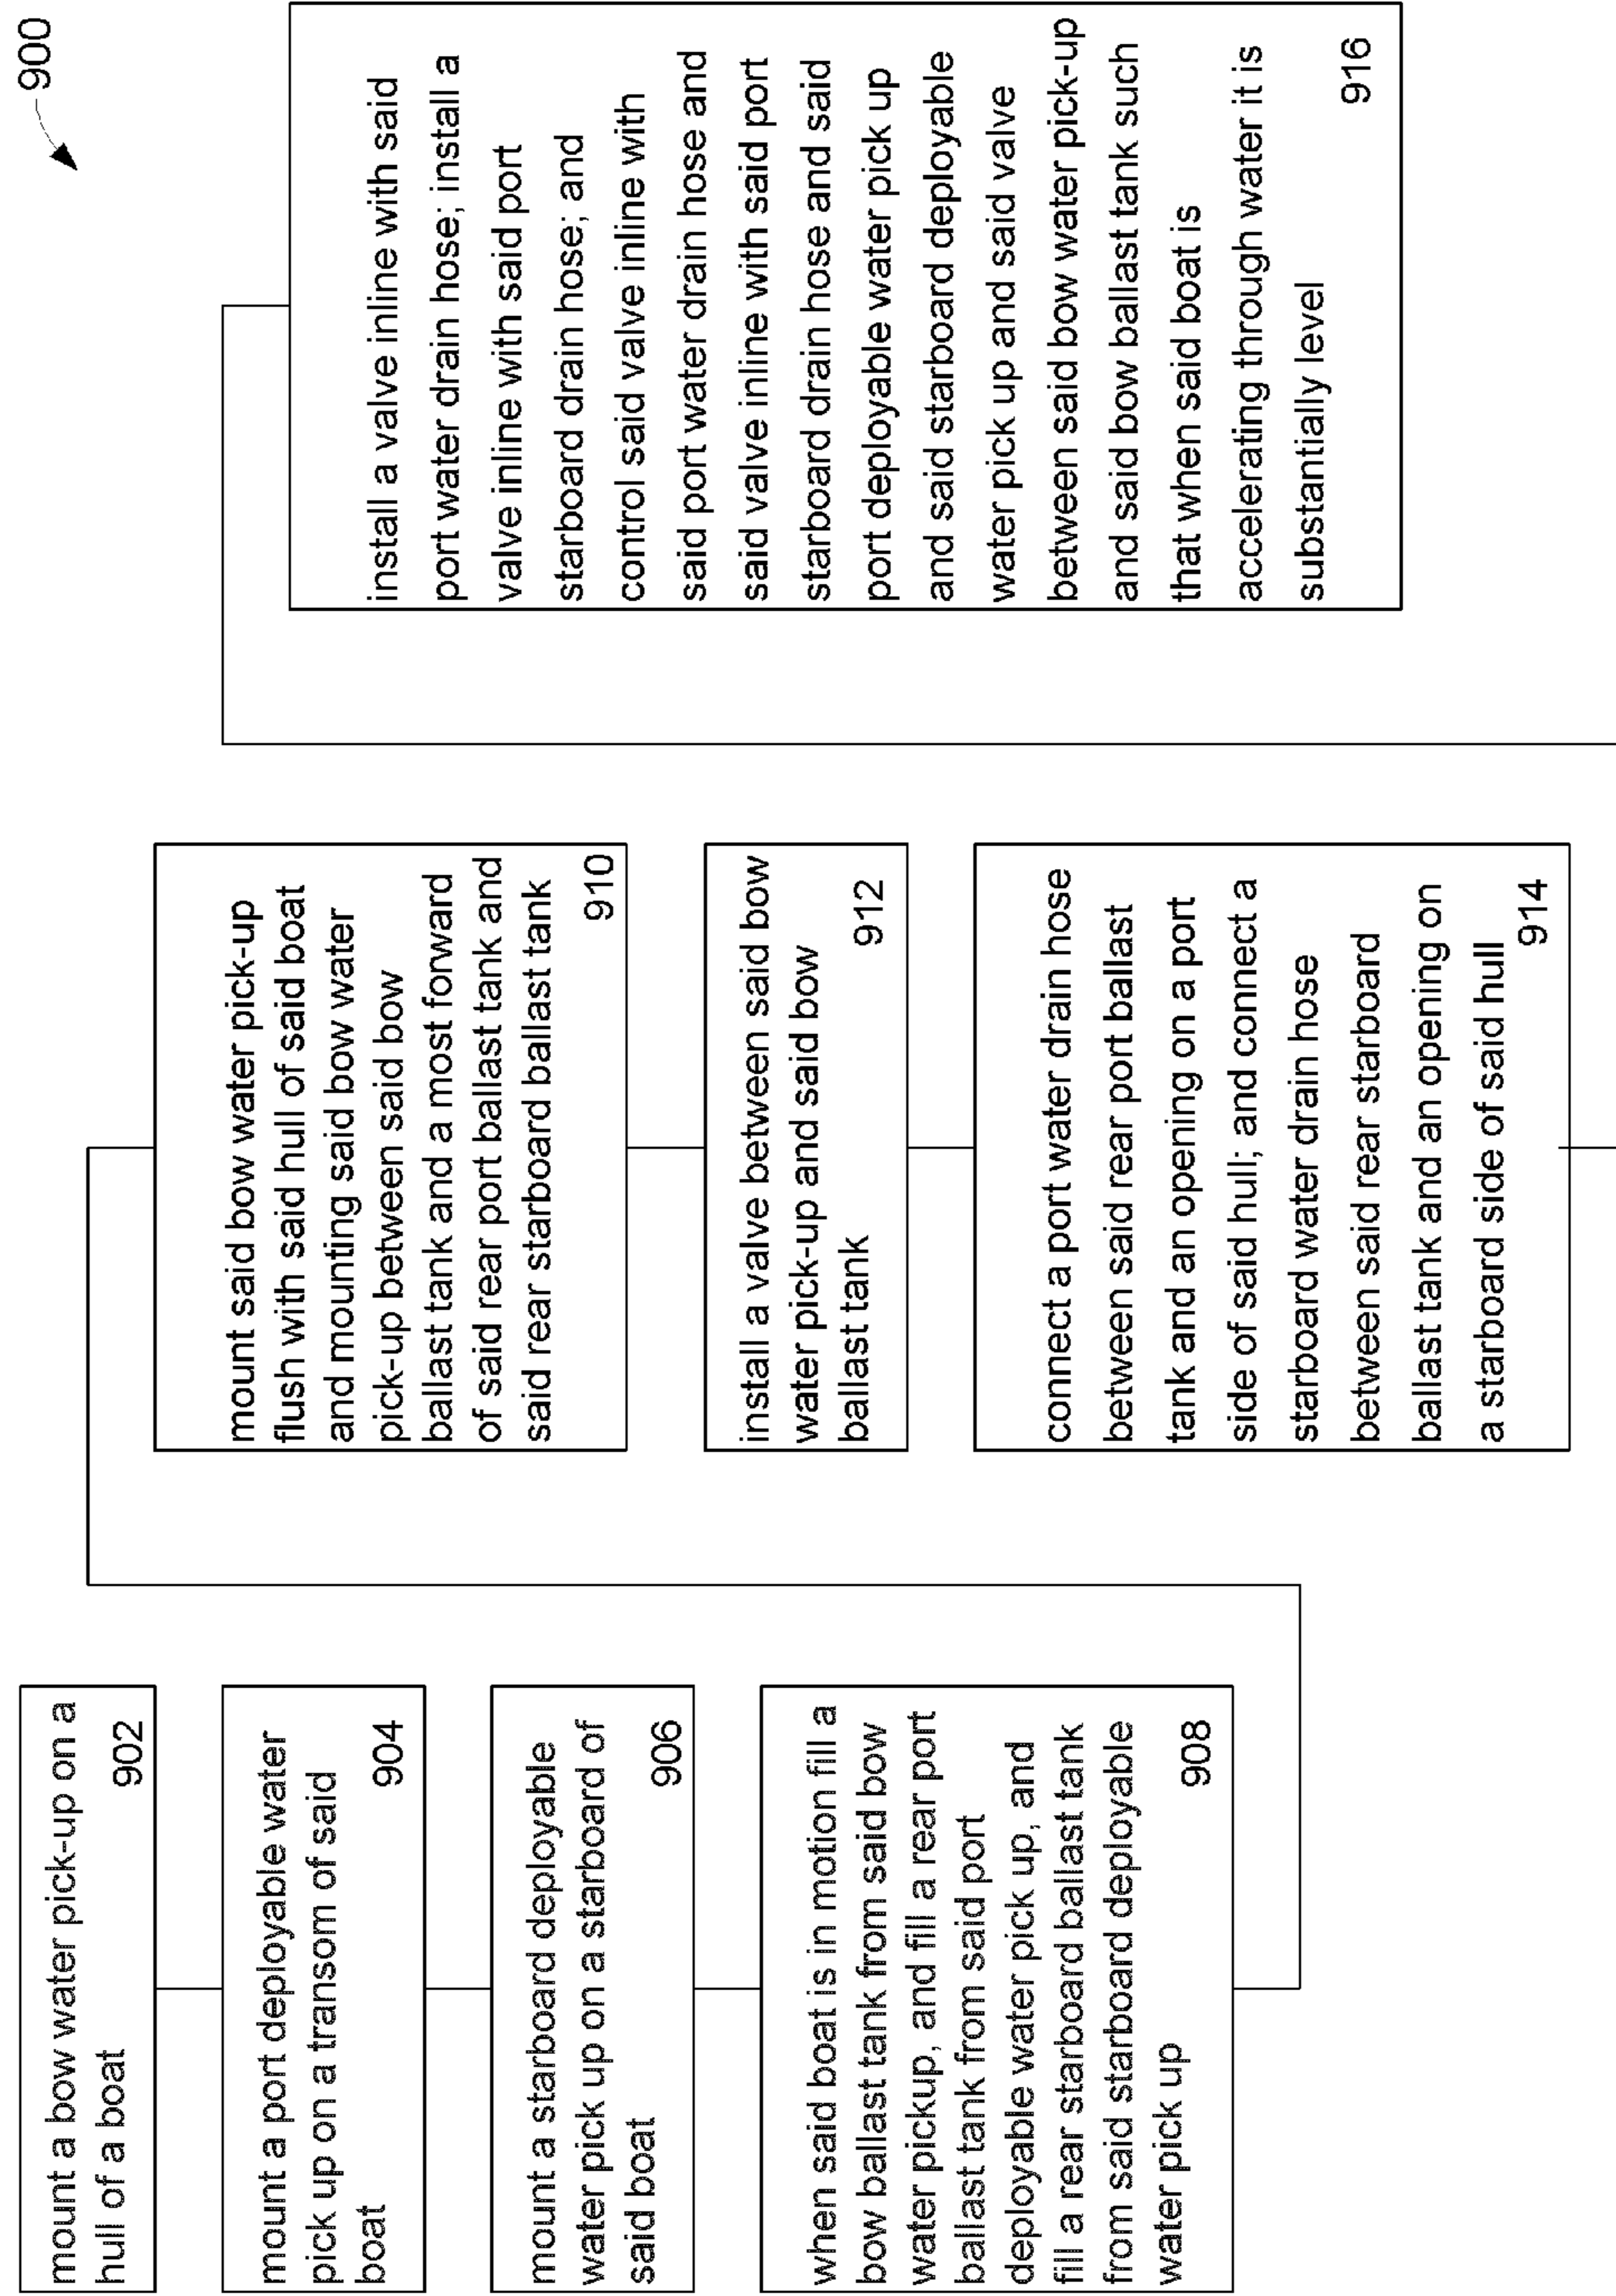 900
mount a bow water pick-up on a
hull of a boat
902
mount a port deployable water
pick up on a transom of said
boat
904
mount a starboard deployable
water pick up on a starboard of
said boat
906
when said boat is in motion fill a
bow ballast tank from said bow
water pickup, and fill a rear port
ballast tank from said port
deployable water pick up, and
fill a rear starboard ballast tank
from said starboard deployable
water pick up
908
mount said bow water pick-up
flush with said hull of said boat
and mounting said bow water
pick-up between said bow
ballast tank and a most forward
of said rear port ballast tank and
said rear starboard ballast tank
910
install a valve between said bow
water pick-up and said bow
ballast tank
912
connect a port water drain hose
between said rear port ballast
tank and an opening on a port
side of said hull; and connect a
starboard water drain hose
between said rear starboard
ballast tank and an opening on
a starboard side of said hull
914
install a valve inline with said
port water drain hose; install a
valve inline with said port
starboard drain hose; and
control said valve inline with
said port water drain hose and
said valve inline with said port
starboard drain hose and said
port deployable water pick up
and said starboard deployable
water pick up and said valve
between said bow water pick-up
and said bow ballast tank such
that when said boat is
accelerating through water it is
substantially level
916